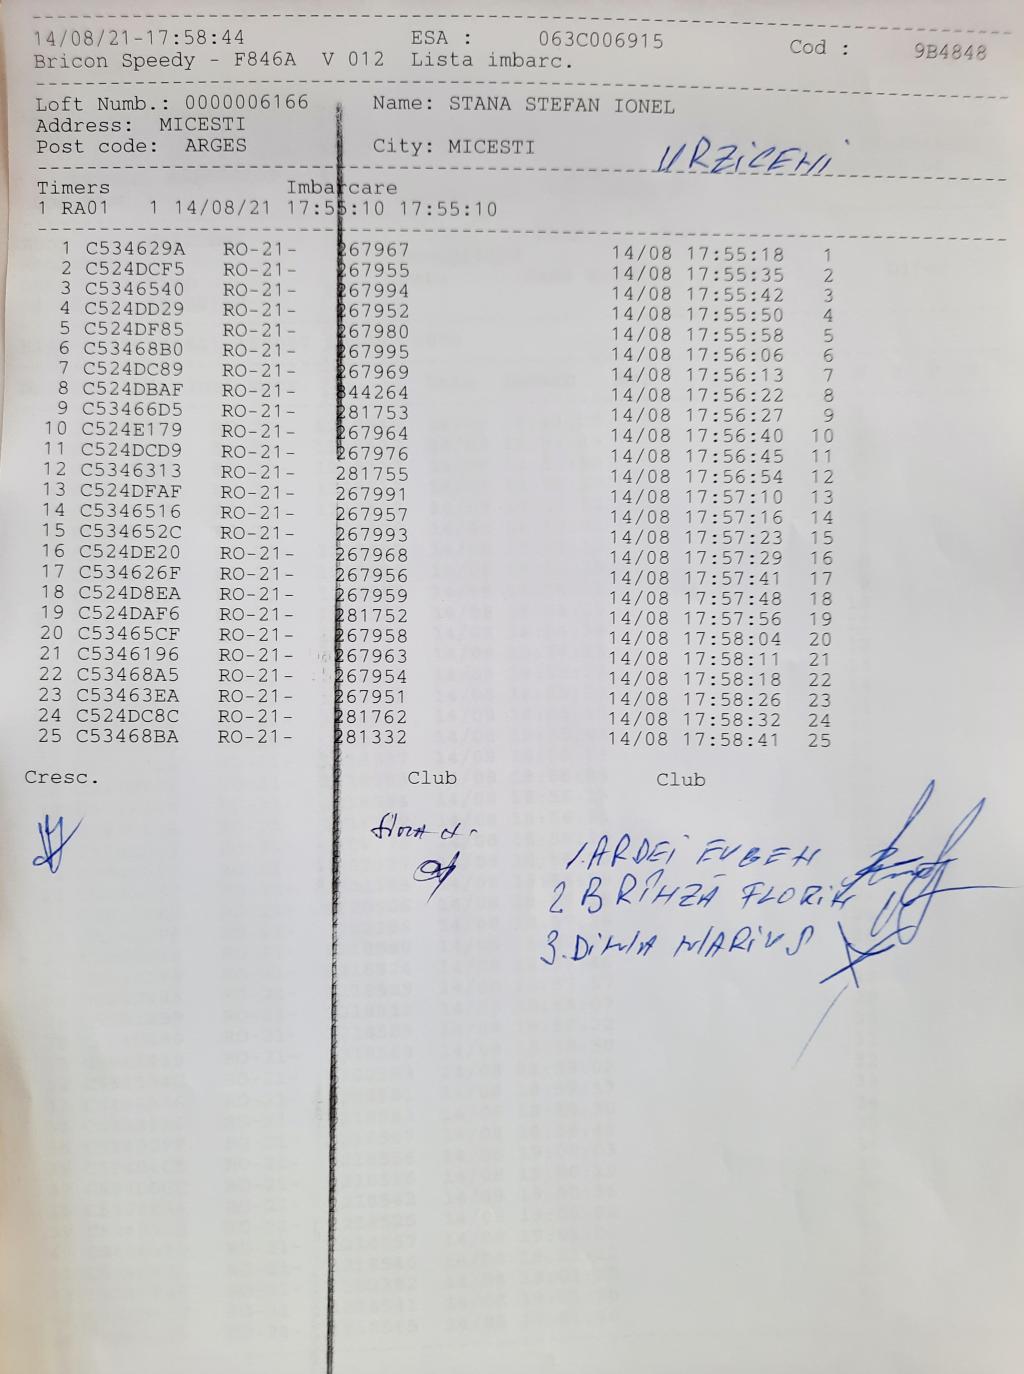 14/08/21-17:58:44 ESA : 063C006915 Cod : 9B4848
Bricon Speedy - F846A V 012 Lista imbarc.
Loft Numb.: 0000006166 Name: STANA STEFAN IONEL
Address: MICESTI
Post code: ARGES City: MICESTI
URZICENI
Timers Imbarcare
1 RA01 1 14/08/21 17:55:10 17:55:10
1 C534629A RO-21- 267967 14/08 17:55:18 1
2 C524DCF5 RO-21- 267955 14/08 17:55:35 2
3 C5346540 RO-21- 267994 14/08 17:55:42 3
4 C524DD29 RO-21- 267952 14/08 17:55:50 4
5 C524DF85 RO-21- 267980 14/08 17:55:58 5
6 C53468B0 RO-21- 267995 14/08 17:56:06 6
7 C524DC89 RO-21- 267969 14/08 17:56:13 7
8 C524DBAF RO-21- 844264 14/08 17:56:22 8
9 C53466D5 RO-21- 281753 14/08 17:56:27 9
10 C524E179 RO-21- 267964 14/08 17:56:40 10
11 C524DCD9 RO-21- 267976 14/08 17:56:45 11
12 C5346313 RO-21- 281755 14/08 17:56:54 12
13 C524DFAF RO-21- 267991 14/08 17:57:10 13
14 C5346516 RO-21- 267957 14/08 17:57:16 14
15 C534652C RO-21- 267993 14/08 17:57:23 15
16 C524DE20 RO-21- 267968 14/08 17:57:29 16
17 C534626F RO-21- 267956 14/08 17:57:41 17
18 C524D8EA RO-21- 267959 14/08 17:57:48 18
19 C524DAF6 RO-21- 281752 14/08 17:57:56 19
20 C53465CF RO-21- 267958 14/08 17:58:04 20
21 C5346196 RO-21- 267963 14/08 17:58:11 21
22 C53468A5 RO-21- 267954 14/08 17:58:18 22
23 C53463EA RO-21- 267951 14/08 17:58:26 23
24 C524DC8C RO-21- 281762 14/08 17:58:32 24
25 C53468BA RO-21- 281332 14/08 17:58:41 25
Cresc. Club Club
1. ARDEI EUGEN
2 BRÎNZĂ FLORIN
3. DINCA MARIUS